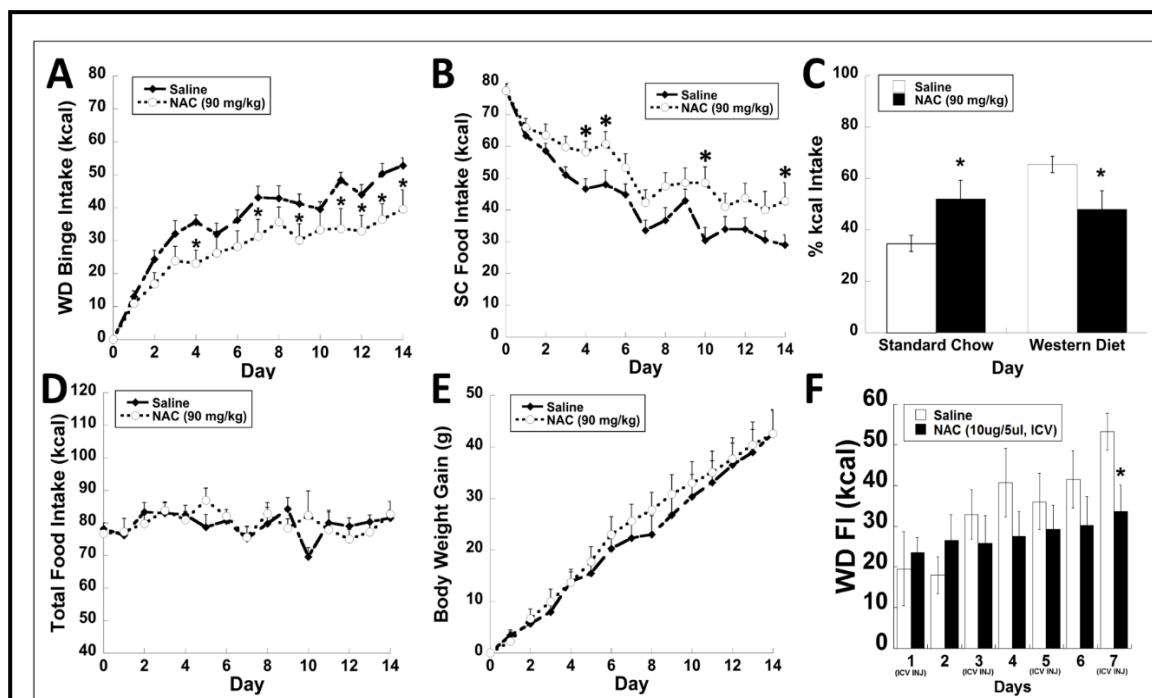 A
WD Binge Intake (kcal)
80
70
60
50
40
30
20
10
0
Saline
NAC (90 mg/kg)
*
*
*
*
*
*
*
0 2 4 6 8 10 12 14
Day
B
SC Food Intake (kcal)
80
70
60
50
40
30
20
10
0
Saline
NAC (90 mg/kg)
*
*
*
*
0 2 4 6 8 10 12 14
Day
C
% kcal Intake
100
80
60
40
20
0
Saline
NAC (90 mg/kg)
*
*
Standard Chow Western Diet
Day
D
Total Food Intake (kcal)
120
110
100
90
80
70
60
50
40
Saline
NAC (90 mg/kg)
0 2 4 6 8 10 12 14
Day
E
Body Weight Gain (g)
50
40
30
20
10
0
Saline
NAC (90 mg/kg)
0 2 4 6 8 10 12 14
Day
F
WD FI (kcal)
60
50
40
30
20
10
0
Saline
NAC (10ug/5ul, ICV)
*
1 2 3 4 5 6 7
(ICV INJ) (ICV INJ) (ICV INJ) (ICV INJ)
Days